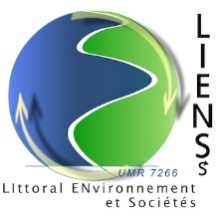 LIENSs
UMR 7266
LIttoral ENvironnement
et Sociétés